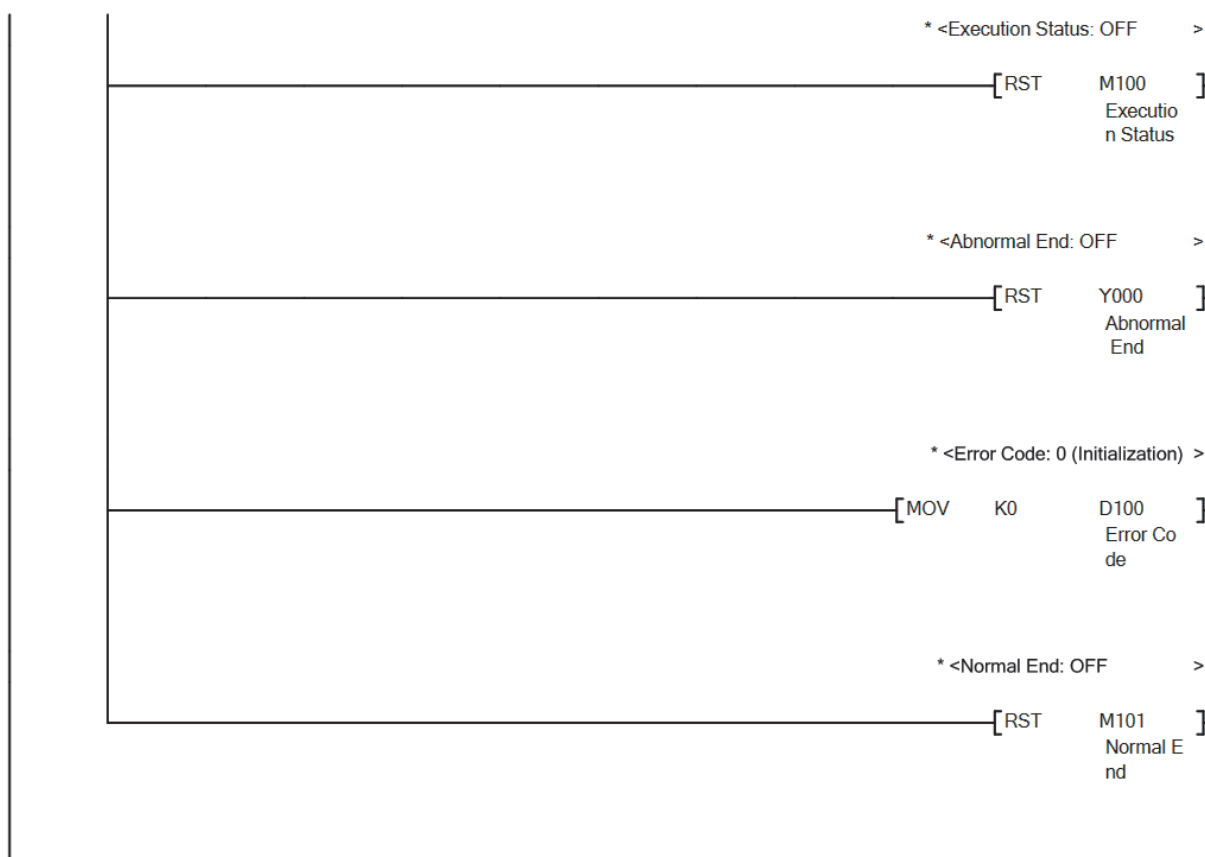 * <Execution Status: OFF >
[RST M100 ]
Executio
n Status
* <Abnormal End: OFF >
[RST Y000 ]
Abnormal
End
* <Error Code: 0 (Initialization) >
[MOV K0 D100 ]
Error Co
de
* <Normal End: OFF >
[RST M101 ]
Normal E
nd